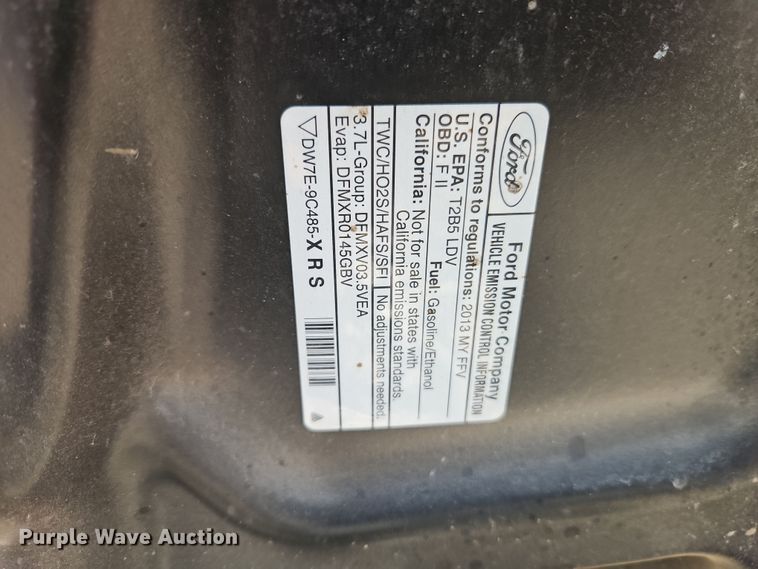 Ford
Ford Motor Company
VEHICLE EMISSION CONTROL INFORMATION
Conforms to regulations: 2013 MY FFV
U.S. EPA: T2B5 LDV
OBD: F II
Fuel: Gasoline/Ethanol
California: Not for sale in states with
California emissions standards.
TWC/HO2S/HAFS/SFI No adjustments needed.
3.7L-Group: DFMXV03.5VEA
Evap: DFMXR0145GBV
DW7E-9C485-X R S
Purple Wave Auction